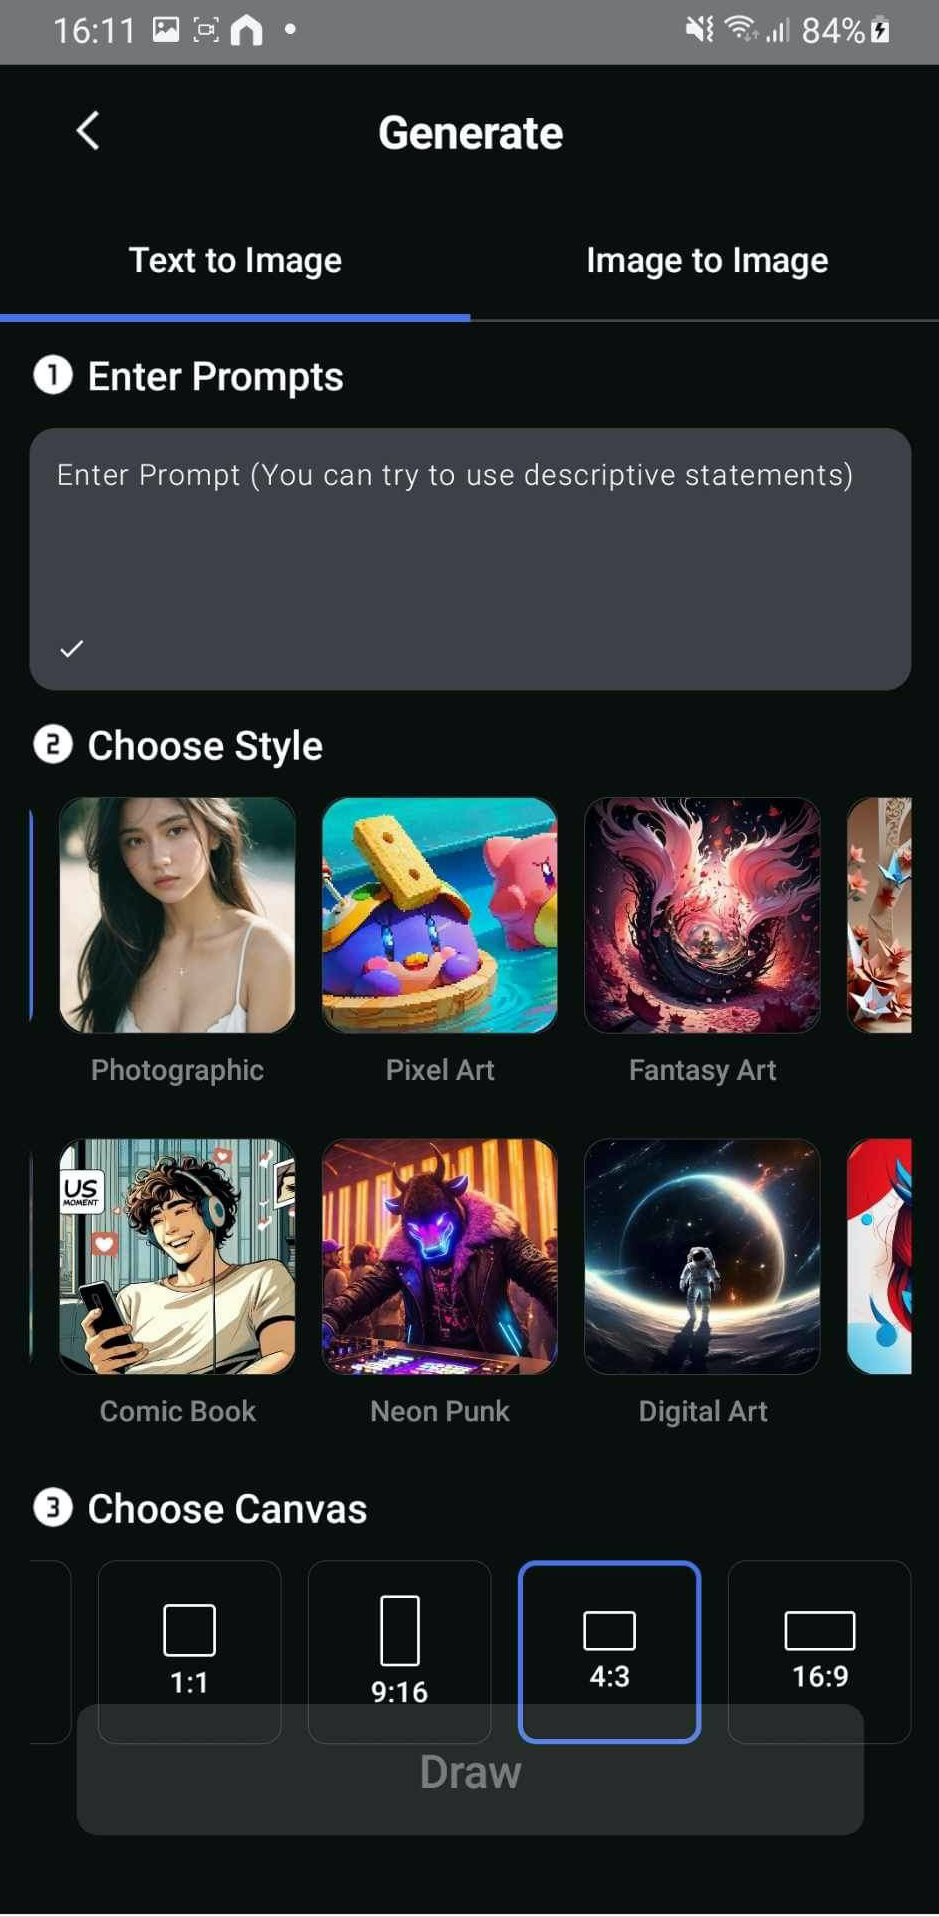 16:11
84%
Generate
Text to Image
Image to Image
1 Enter Prompts
Enter Prompt (You can try to use descriptive statements)
2 Choose Style
Photographic
Pixel Art
Fantasy Art
US
MOMENT
Comic Book
Neon Punk
Digital Art
3 Choose Canvas
1:1
9:16
4:3
16:9
Draw